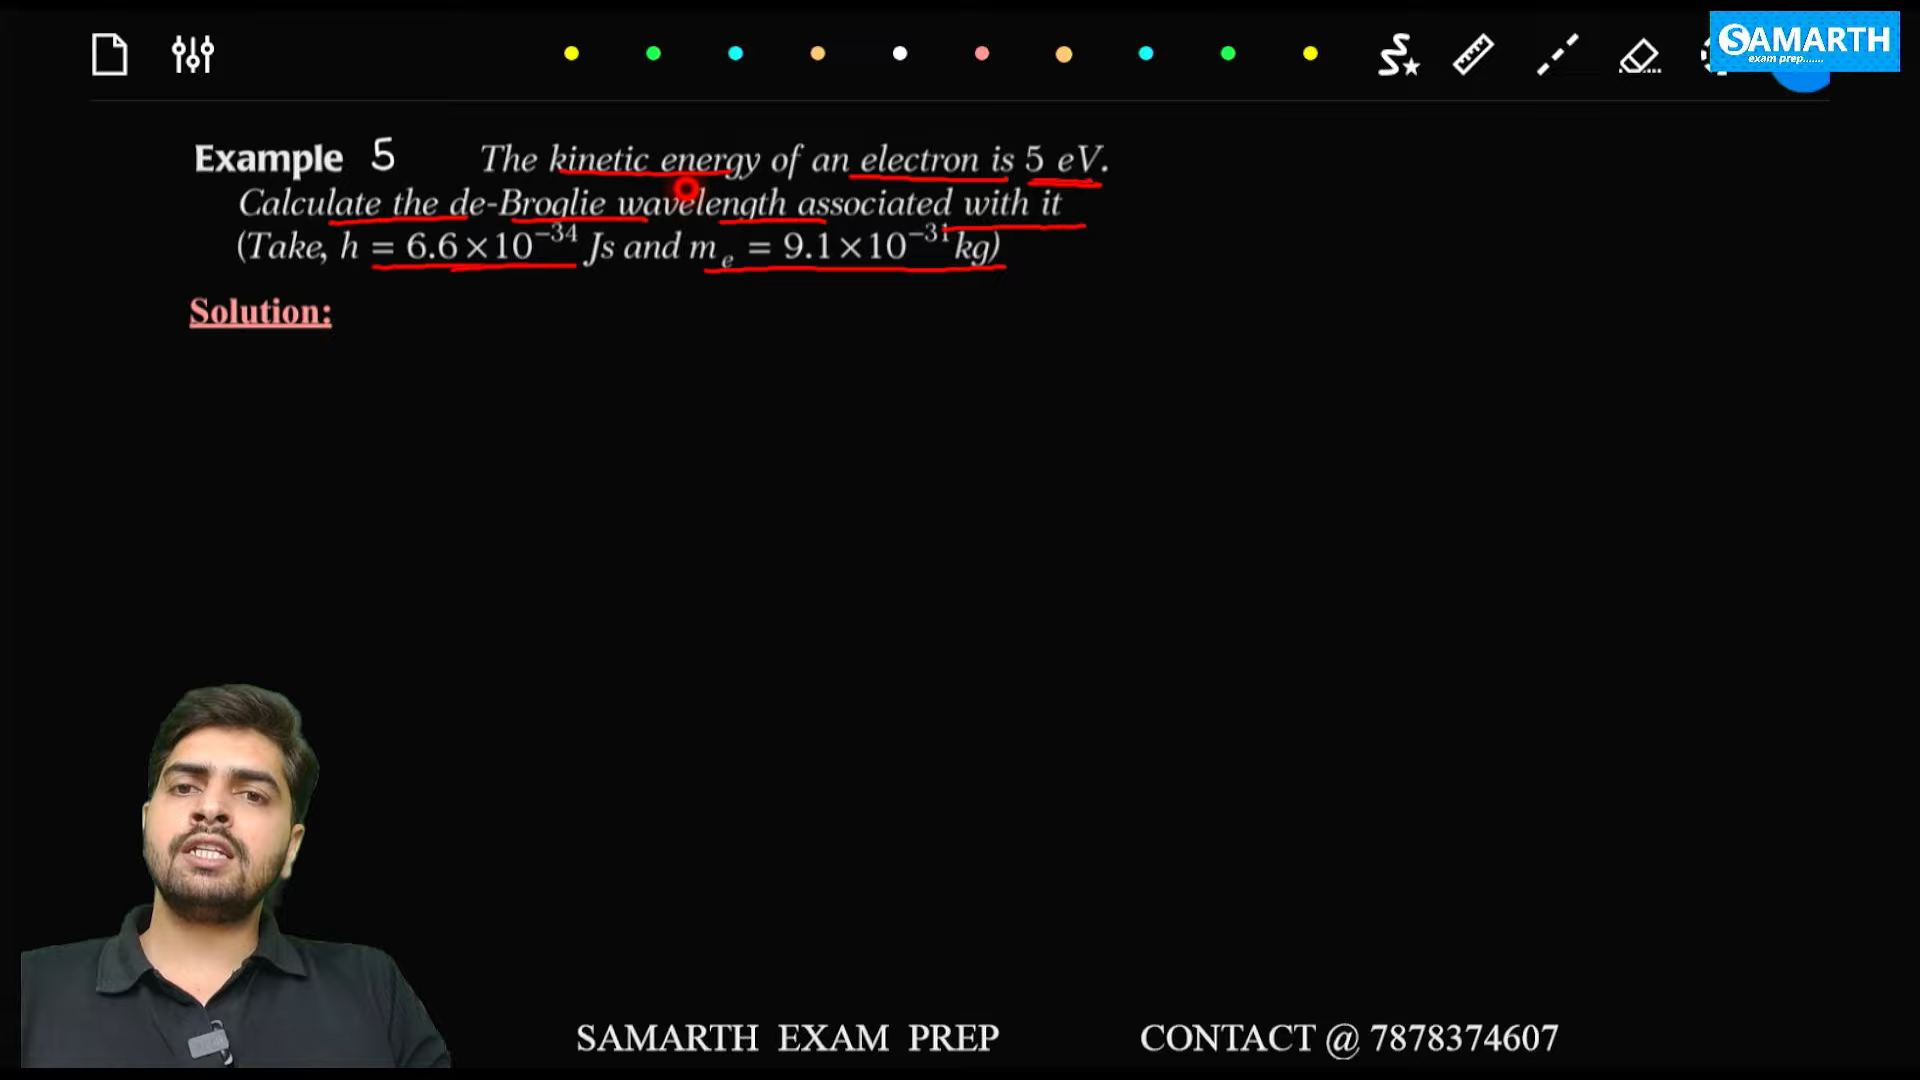 SAMARTH
exam prep......
Example 5 The kinetic energy of an electron is 5 eV.
Calculate the de-Broglie wavelength associated with it
(Take, h = 6.6×10⁻³⁴ Js and mₑ = 9.1×10⁻³¹ kg)
Solution:
SAMARTH EXAM PREP CONTACT @ 7878374607